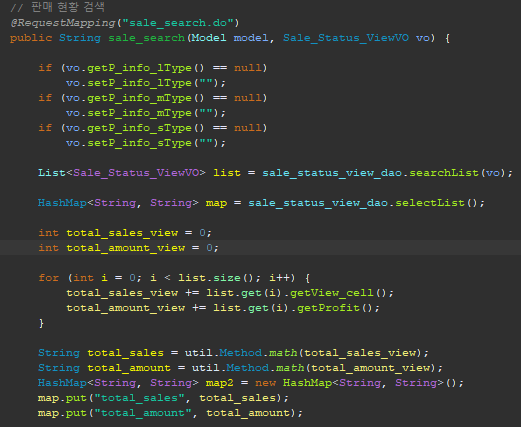 // 판매 현황 검색
@RequestMapping("sale_search.do")
public String sale_search(Model model, Sale_Status_ViewVO vo) {
if (vo.getP_info_lType() == null)
vo.setP_info_lType("");
if (vo.getP_info_mType() == null)
vo.setP_info_mType("");
if (vo.getP_info_sType() == null)
vo.setP_info_sType("");
List<Sale_Status_ViewVO> list = sale_status_view_dao.searchList(vo);
HashMap<String, String> map = sale_status_view_dao.selectList();
int total_sales_view = 0;
int total_amount_view = 0;
for (int i = 0; i < list.size(); i++) {
total_sales_view += list.get(i).getView_cell();
total_amount_view += list.get(i).getProfit();
}
String total_sales = util.Method.math(total_sales_view);
String total_amount = util.Method.math(total_amount_view);
HashMap<String, String> map2 = new HashMap<String, String>();
map.put("total_sales", total_sales);
map.put("total_amount", total_amount);